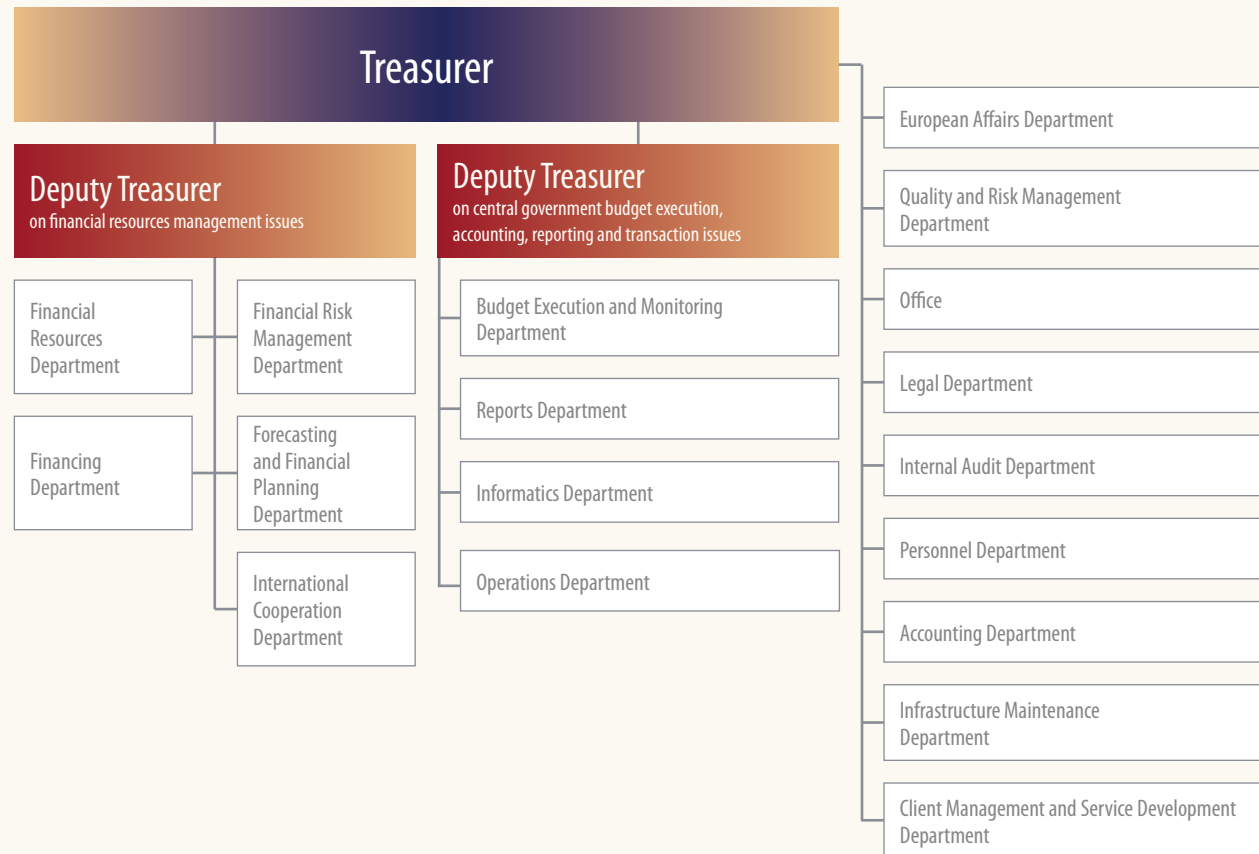 Treasurer
Deputy Treasurer
on financial resources management issues
Deputy Treasurer
on central government budget execution,
accounting, reporting and transaction issues
Financial
Resources
Department
Financial Risk
Management
Department
Financing
Department
Forecasting
and Financial
Planning
Department
International
Cooperation
Department
Budget Execution and Monitoring
Department
Reports Department
Informatics Department
Operations Department
European Affairs Department
Quality and Risk Management
Department
Office
Legal Department
Internal Audit Department
Personnel Department
Accounting Department
Infrastructure Maintenance
Department
Client Management and Service Development
Department